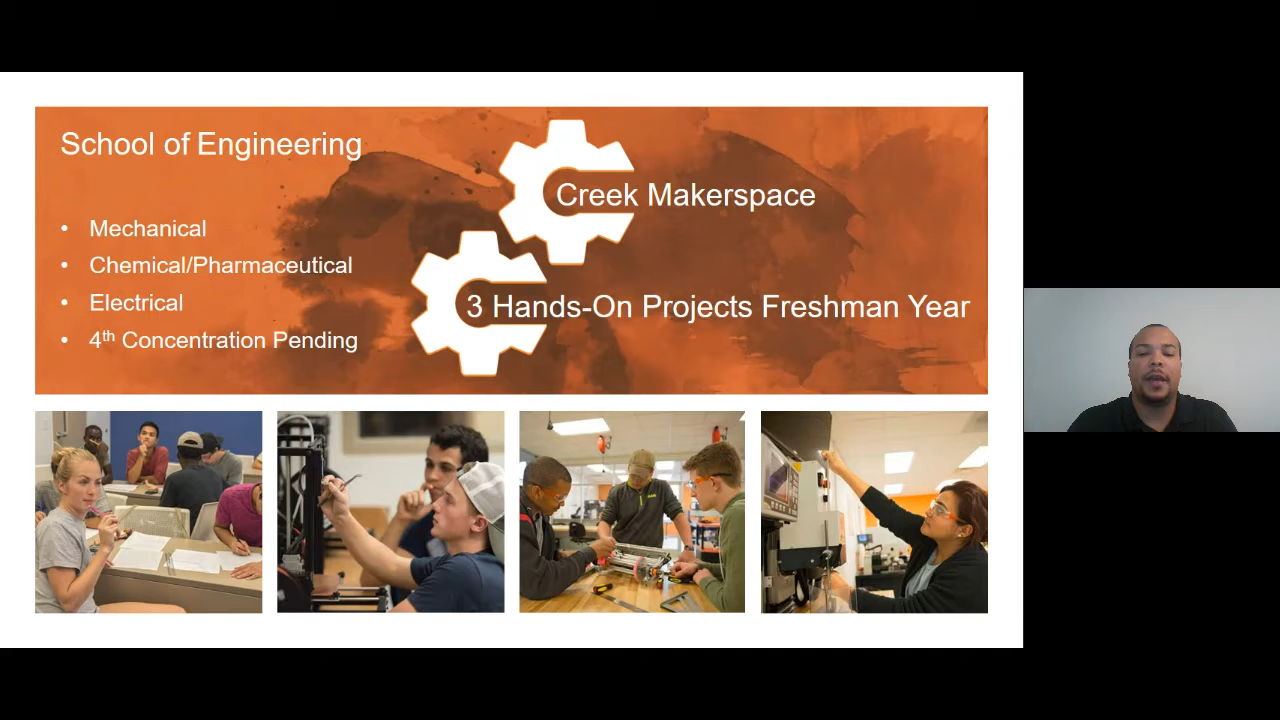 School of Engineering
• Mechanical
• Chemical/Pharmaceutical
• Electrical
• 4th Concentration Pending
Creek Makerspace
3 Hands-On Projects Freshman Year